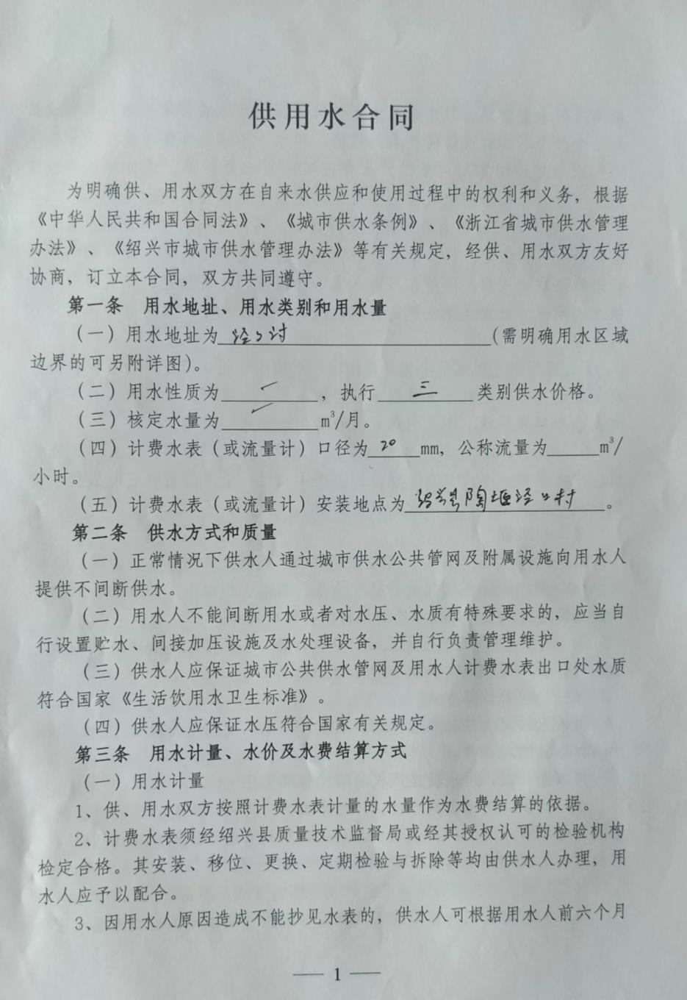 供用水合同
为明确供、用水双方在自来水供应和使用过程中的权利和义务，根据
《中华人民共和国合同法》、《城市供水条例》、《浙江省城市供水管理
办法》、《绍兴市城市供水管理办法》等有关规定，经供、用水双方友好
协商，订立本合同，双方共同遵守。
第一条 用水地址、用水类别和用水量
（一）用水地址为 泾口村 (需明确用水区域
边界的可另附详图)。
（二）用水性质为 ，执行 三 类别供水价格。
（三）核定水量为 m³/月。
（四）计费水表（或流量计）口径为 20 mm，公称流量为 m³/
小时。
（五）计费水表（或流量计）安装地点为 绍兴县陶堰泾口村 。
第二条 供水方式和质量
（一）正常情况下供水人通过城市供水公共管网及附属设施向用水人
提供不间断供水。
（二）用水人不能间断用水或者对水压、水质有特殊要求的，应当自
行设置贮水、间接加压设施及水处理设备，并自行负责管理维护。
（三）供水人应保证城市公共供水管网及用水人计费水表出口处水质
符合国家《生活饮用水卫生标准》。
（四）供水人应保证水压符合国家有关规定。
第三条 用水计量、水价及水费结算方式
（一）用水计量
1、供、用水双方按照计费水表计量的水量作为水费结算的依据。
2、计费水表须经绍兴县质量技术监督局或经其授权认可的检验机构
检定合格。其安装、移位、更换、定期检验与拆除等均由供水人办理，用
水人应予以配合。
3、因用水人原因造成不能抄见水表的，供水人可根据用水人前六个月
— 1 —